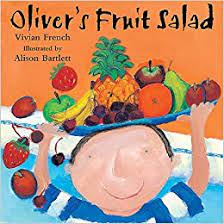 Oliver's Fruit Salad
Vivian French
Illustrated by
Alison Bartlett